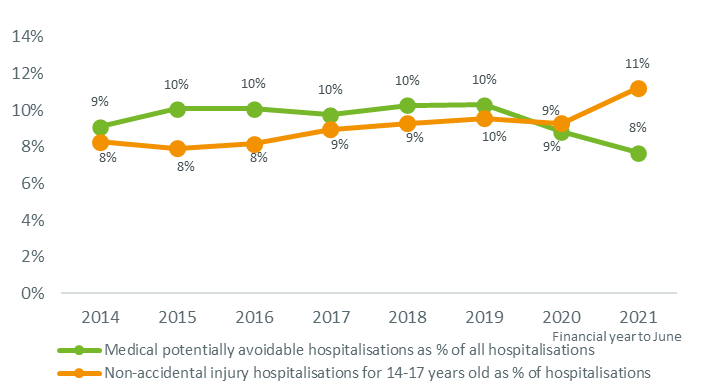 14%
12%
10%
8%
6%
4%
2%
0%
9% 10% 10% 10% 10% 10% 9% 11%
8% 8% 8% 9% 9% 10% 9% 8%
2014 2015 2016 2017 2018 2019 2020 2021
Financial year to June
Medical potentially avoidable hospitalisations as % of all hospitalisations
Non-accidental injury hospitalisations for 14-17 years old as % of hospitalisations